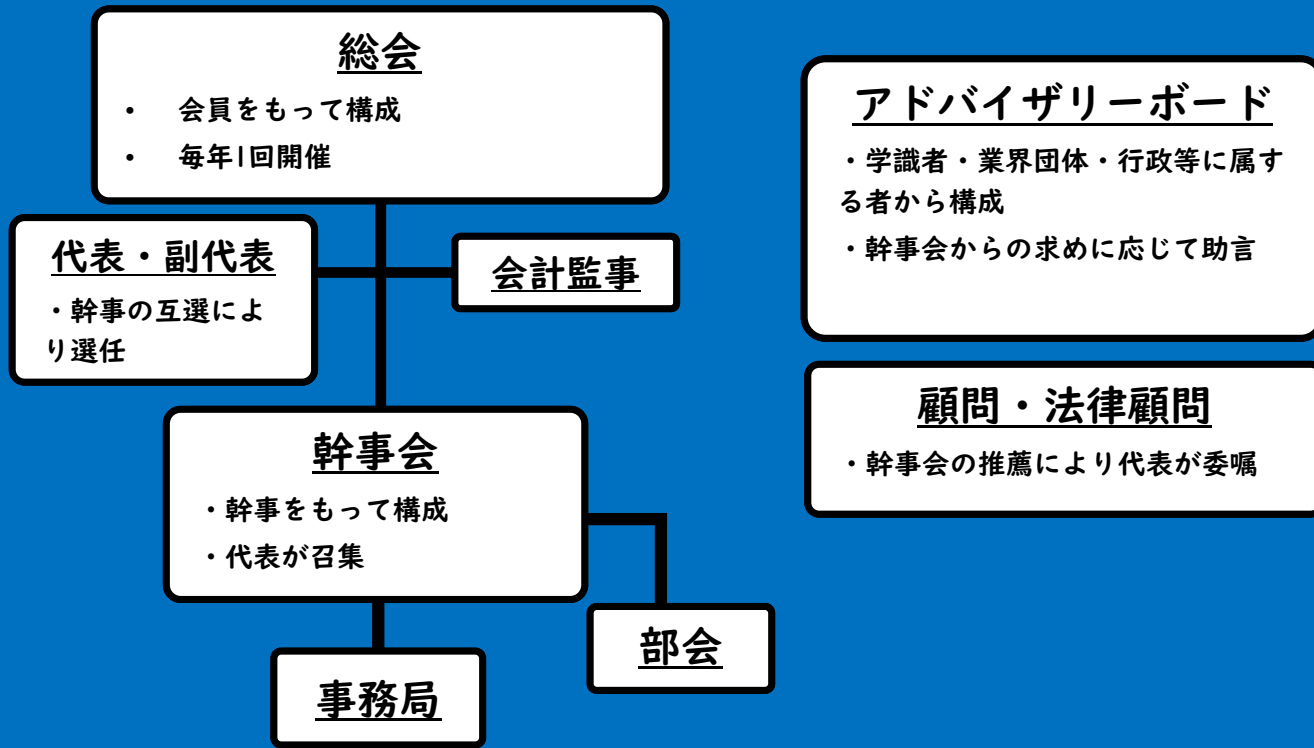 総会
• 会員をもって構成
• 毎年1回開催
代表・副代表
・幹事の互選によ
り選任
会計監事
幹事会
・幹事をもって構成
・代表が召集
部会
事務局
アドバイザリーボード
・学識者・業界団体・行政等に属す
る者から構成
・幹事会からの求めに応じて助言
顧問・法律顧問
・幹事会の推薦により代表が委嘱